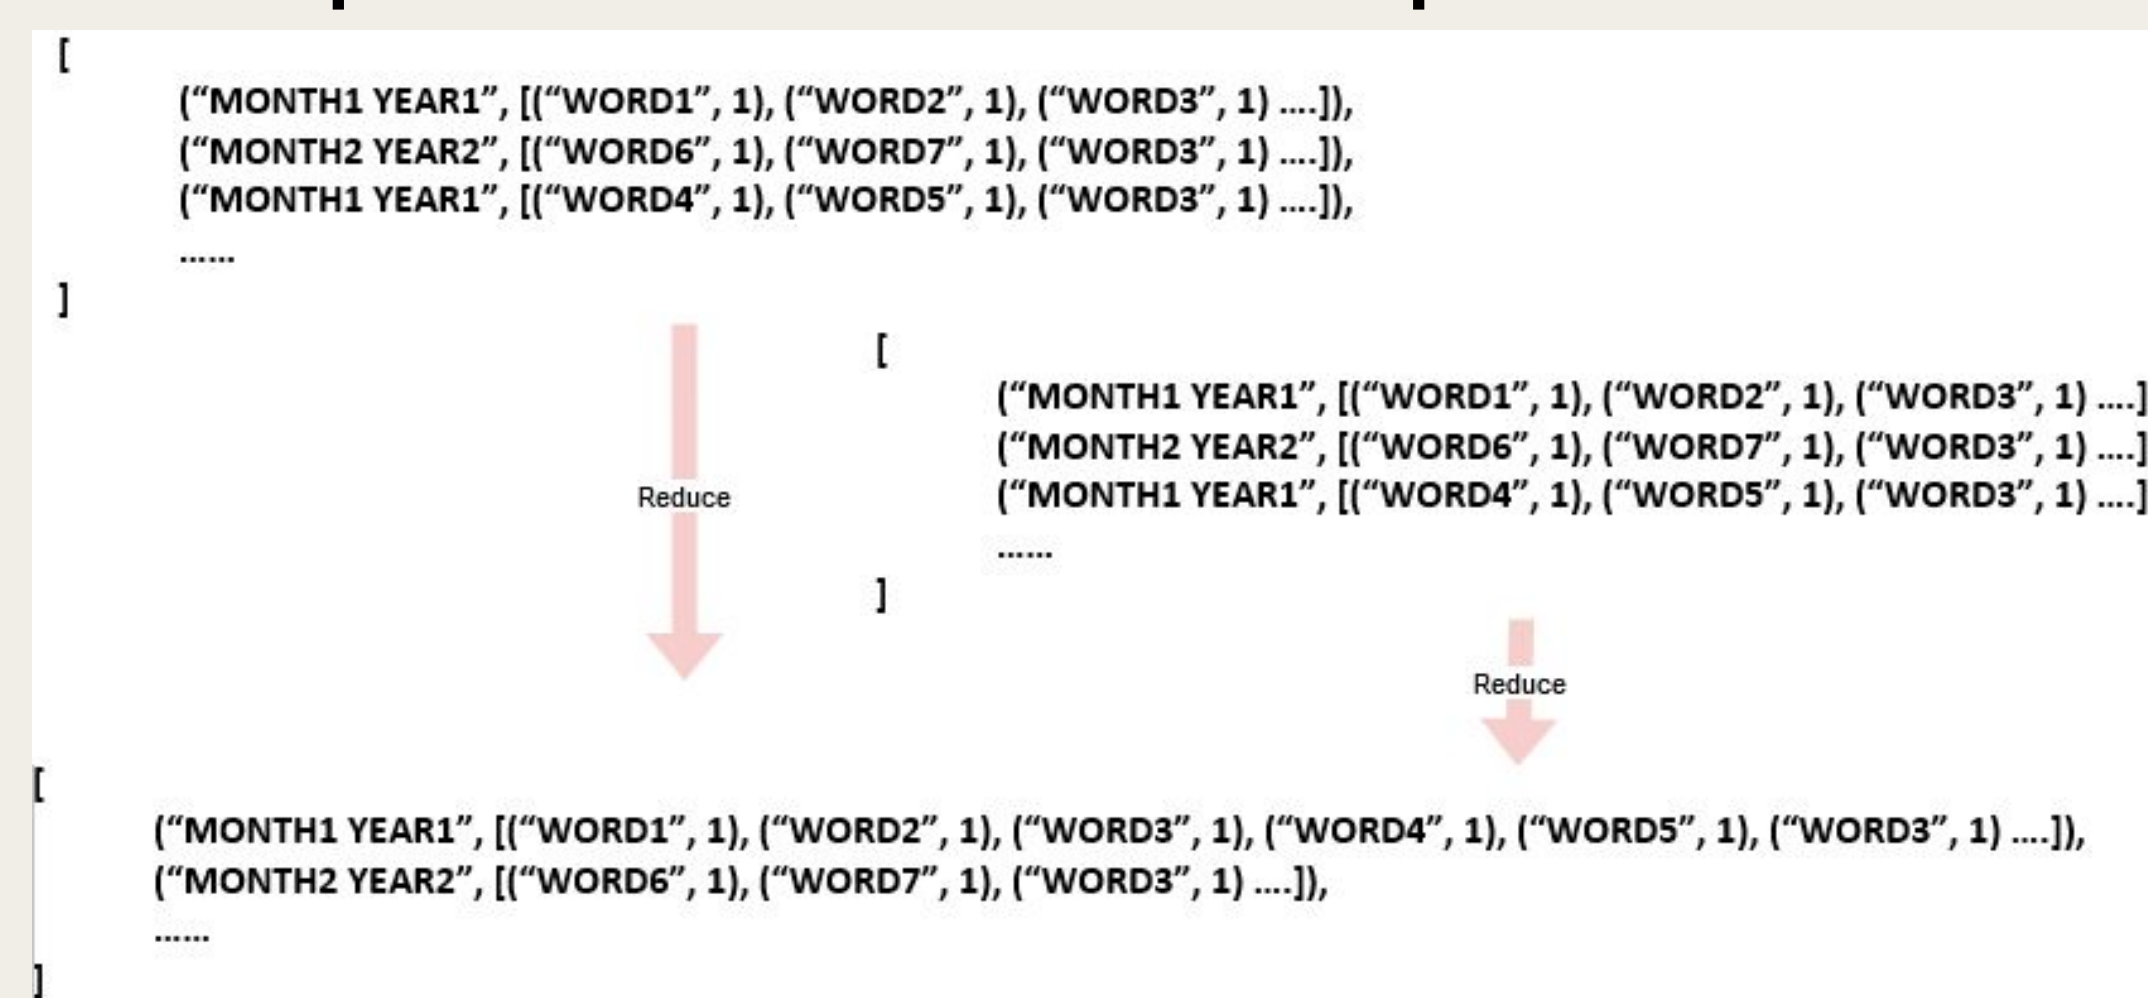 [
(“MONTH1 YEAR1”, [(“WORD1”, 1), (“WORD2”, 1), (“WORD3”, 1) ....]),
(“MONTH2 YEAR2”, [(“WORD6”, 1), (“WORD7”, 1), (“WORD3”, 1) ....]),
(“MONTH1 YEAR1”, [(“WORD4”, 1), (“WORD5”, 1), (“WORD3”, 1) ....]),
......
]
[
(“MONTH1 YEAR1”, [(“WORD1”, 1), (“WORD2”, 1), (“WORD3”, 1) ....]
(“MONTH2 YEAR2”, [(“WORD6”, 1), (“WORD7”, 1), (“WORD3”, 1) ....]
(“MONTH1 YEAR1”, [(“WORD4”, 1), (“WORD5”, 1), (“WORD3”, 1) ....]
......
]
Reduce
Reduce
[
(“MONTH1 YEAR1”, [(“WORD1”, 1), (“WORD2”, 1), (“WORD3”, 1), (“WORD4”, 1), (“WORD5”, 1), (“WORD3”, 1) ....]),
(“MONTH2 YEAR2”, [(“WORD6”, 1), (“WORD7”, 1), (“WORD3”, 1) ....]),
......
]